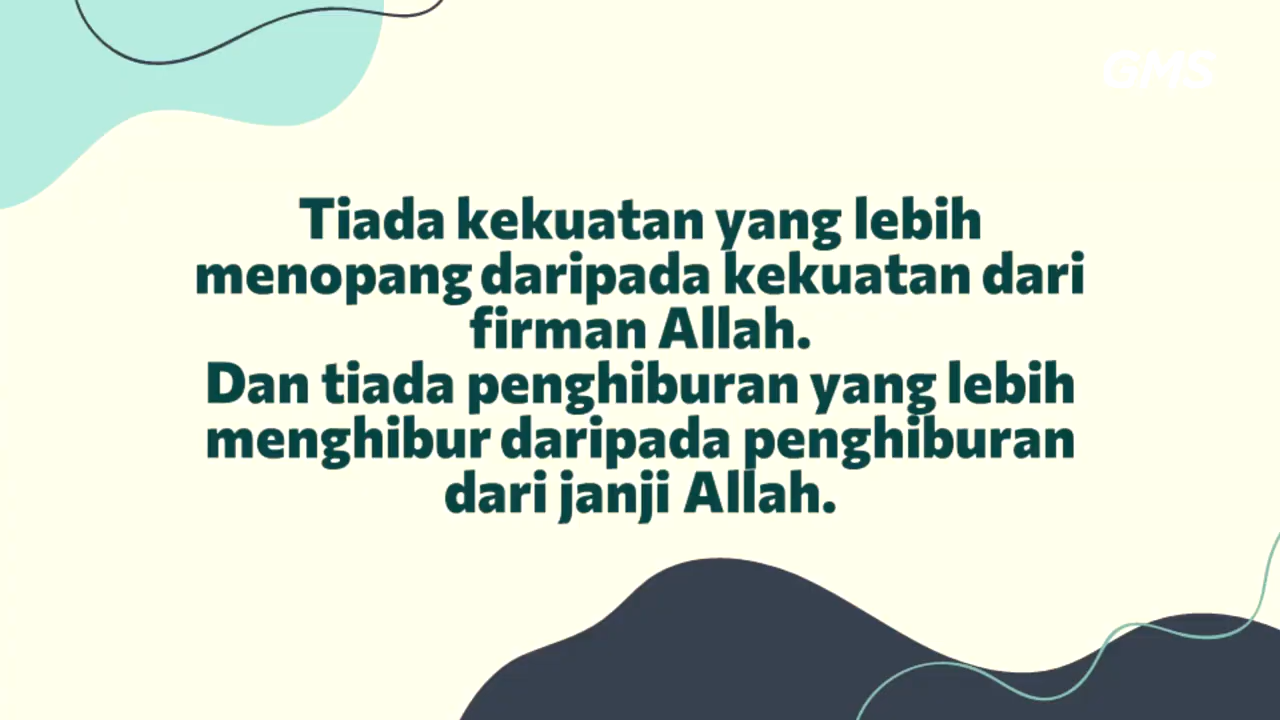 GMS
Tiada kekuatan yang lebih
menopang daripada kekuatan dari
firman Allah.
Dan tiada penghiburan yang lebih
menghibur daripada penghiburan
dari janji Allah.